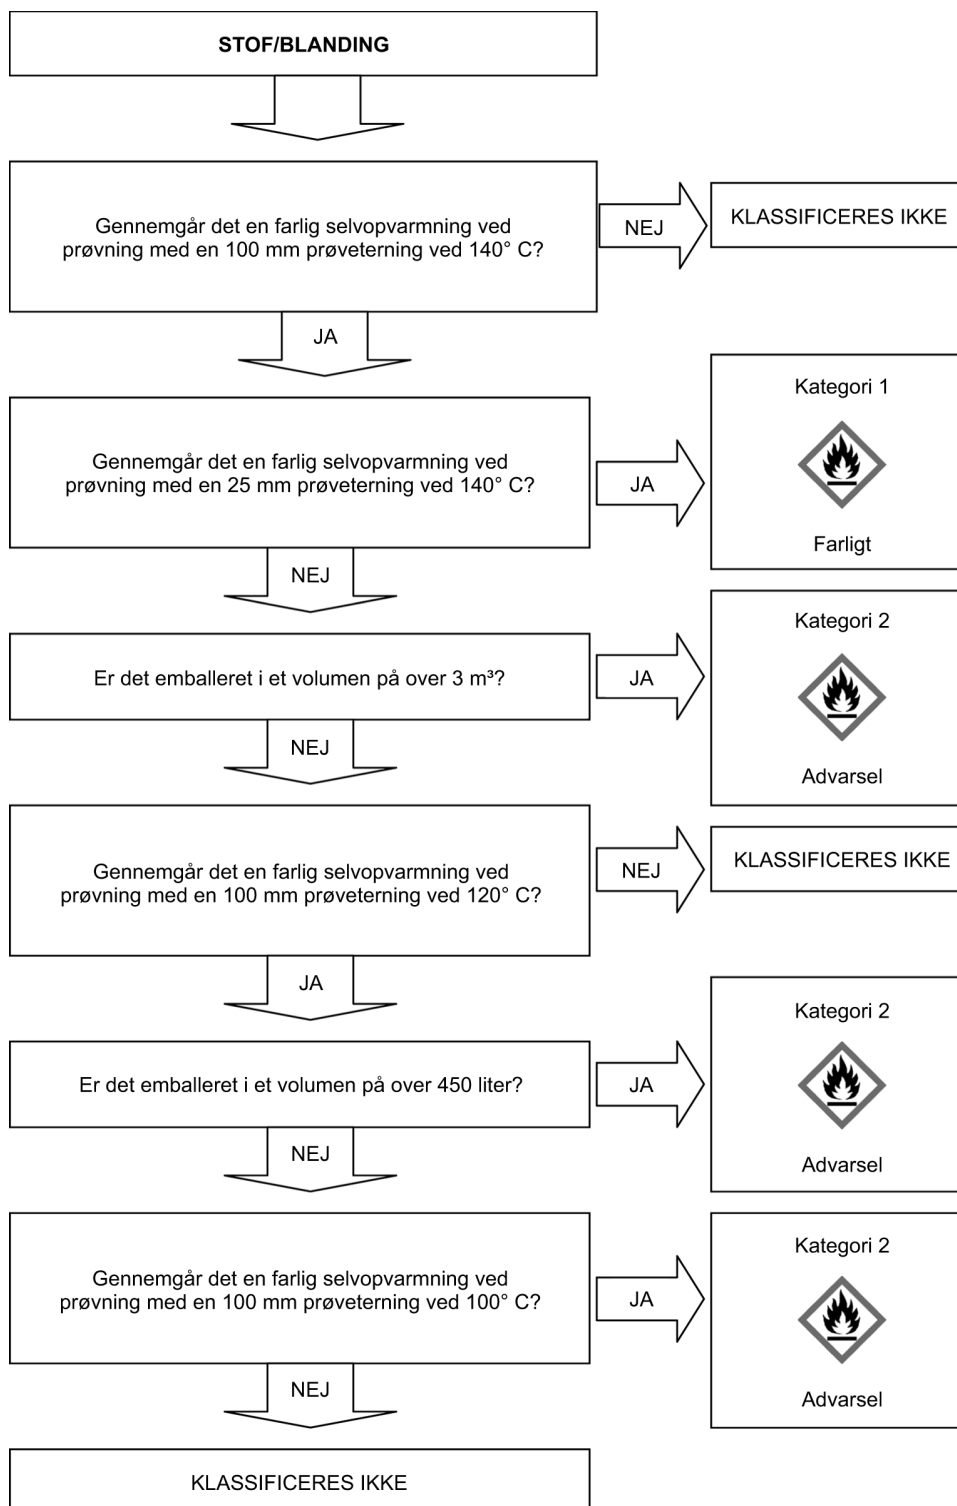 STOF/BLANDING
Gennemgår det en farlig selvopvarmning ved
prøvning med en 100 mm prøveterning ved 140° C?
NEJ
KLASSIFICERES IKKE
JA
Gennemgår det en farlig selvopvarmning ved
prøvning med en 25 mm prøveterning ved 140° C?
JA
Kategori 1
Farligt
NEJ
Er det emballeret i et volumen på over 3 m³?
JA
Kategori 2
Advarsel
NEJ
Gennemgår det en farlig selvopvarmning ved
prøvning med en 100 mm prøveterning ved 120° C?
NEJ
KLASSIFICERES IKKE
JA
Er det emballeret i et volumen på over 450 liter?
JA
Kategori 2
Advarsel
NEJ
Gennemgår det en farlig selvopvarmning ved
prøvning med en 100 mm prøveterning ved 100° C?
JA
Kategori 2
Advarsel
NEJ
KLASSIFICERES IKKE